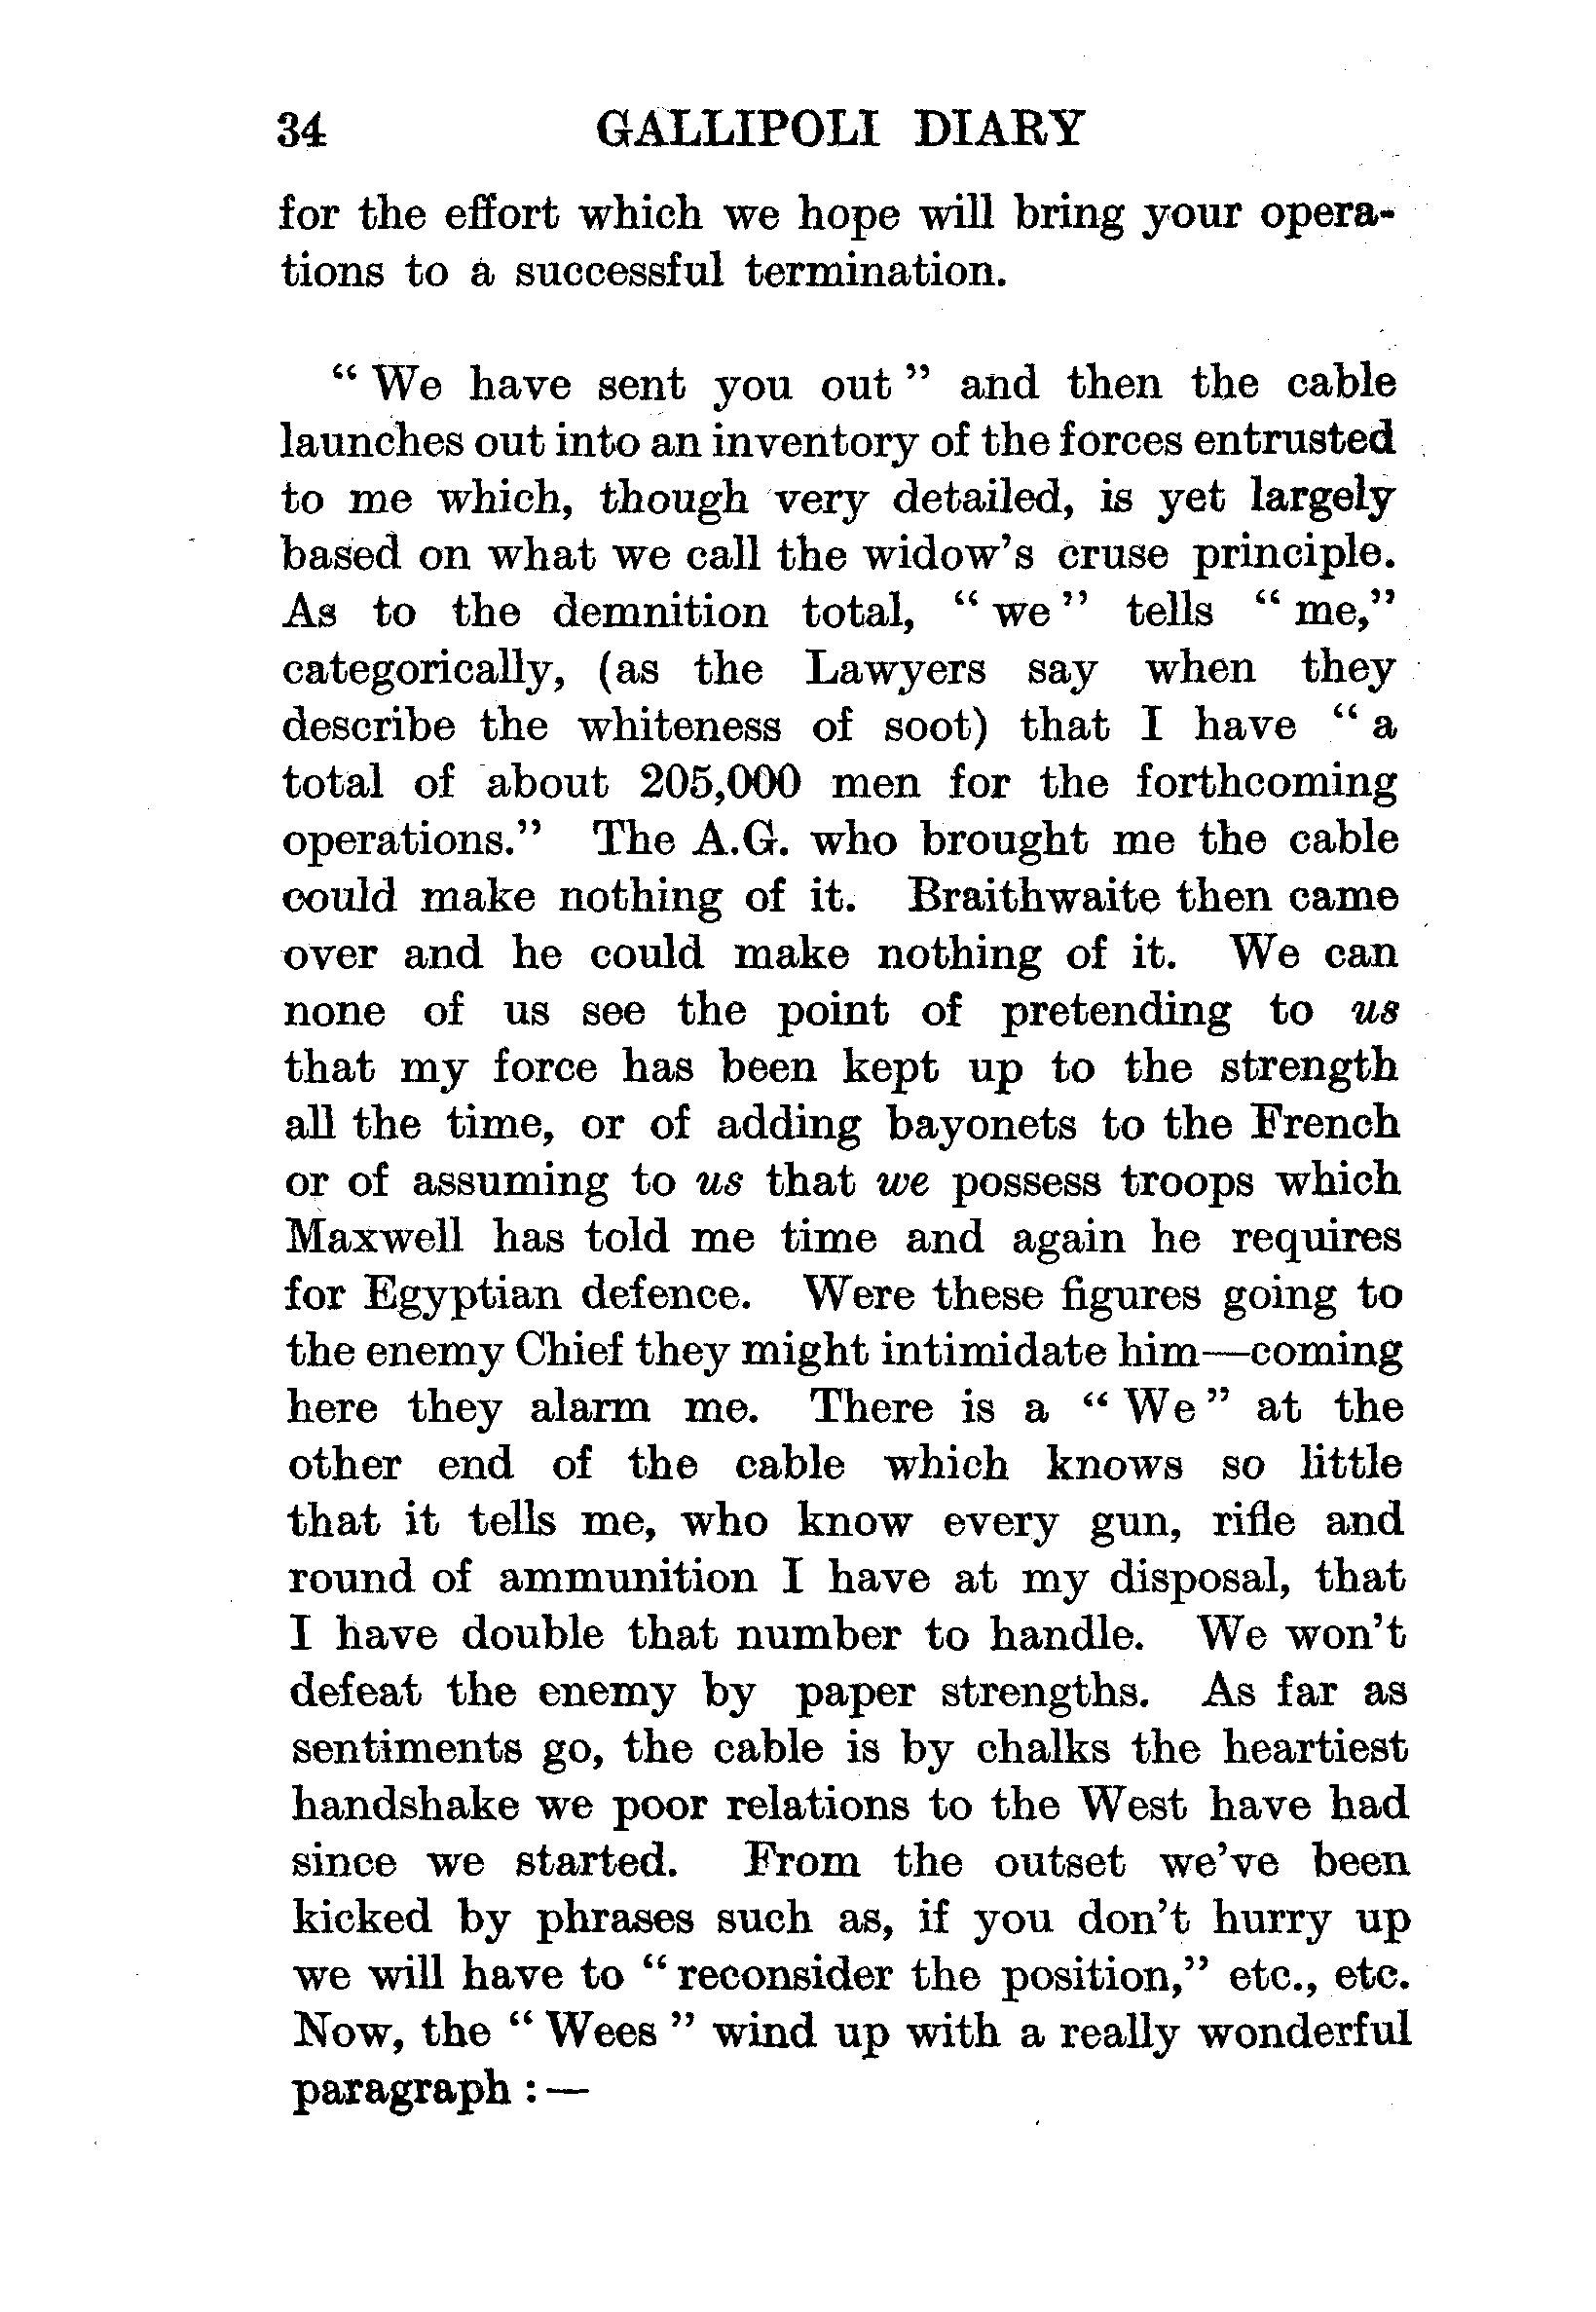 34 GALLIPOLI DIARY
for the effort which we hope will bring your opera-
tions to a successful termination.
“ We have sent you out ” and then the cable
launches out into an inventory of the forces entrusted
to me which, though very detailed, is yet largely
based on what we call the widow’s cruse principle.
As to the demnition total, “ we ” tells “ me,”
categorically, (as the Lawyers say when they
describe the whiteness of soot) that I have “ a
total of about 205,000 men for the forthcoming
operations.” The A.G. who brought me the cable
could make nothing of it. Braithwaite then came
over and he could make nothing of it. We can
none of us see the point of pretending to us
that my force has been kept up to the strength
all the time, or of adding bayonets to the French
or of assuming to us that we possess troops which
Maxwell has told me time and again he requires
for Egyptian defence. Were these figures going to
the enemy Chief they might intimidate him—coming
here they alarm me. There is a “ We ” at the
other end of the cable which knows so little
that it tells me, who know every gun, rifle and
round of ammunition I have at my disposal, that
I have double that number to handle. We won’t
defeat the enemy by paper strengths. As far as
sentiments go, the cable is by chalks the heartiest
handshake we poor relations to the West have had
since we started. From the outset we’ve been
kicked by phrases such as, if you don’t hurry up
we will have to “ reconsider the position,” etc., etc.
Now, the “ Wees ” wind up with a really wonderful
paragraph :—